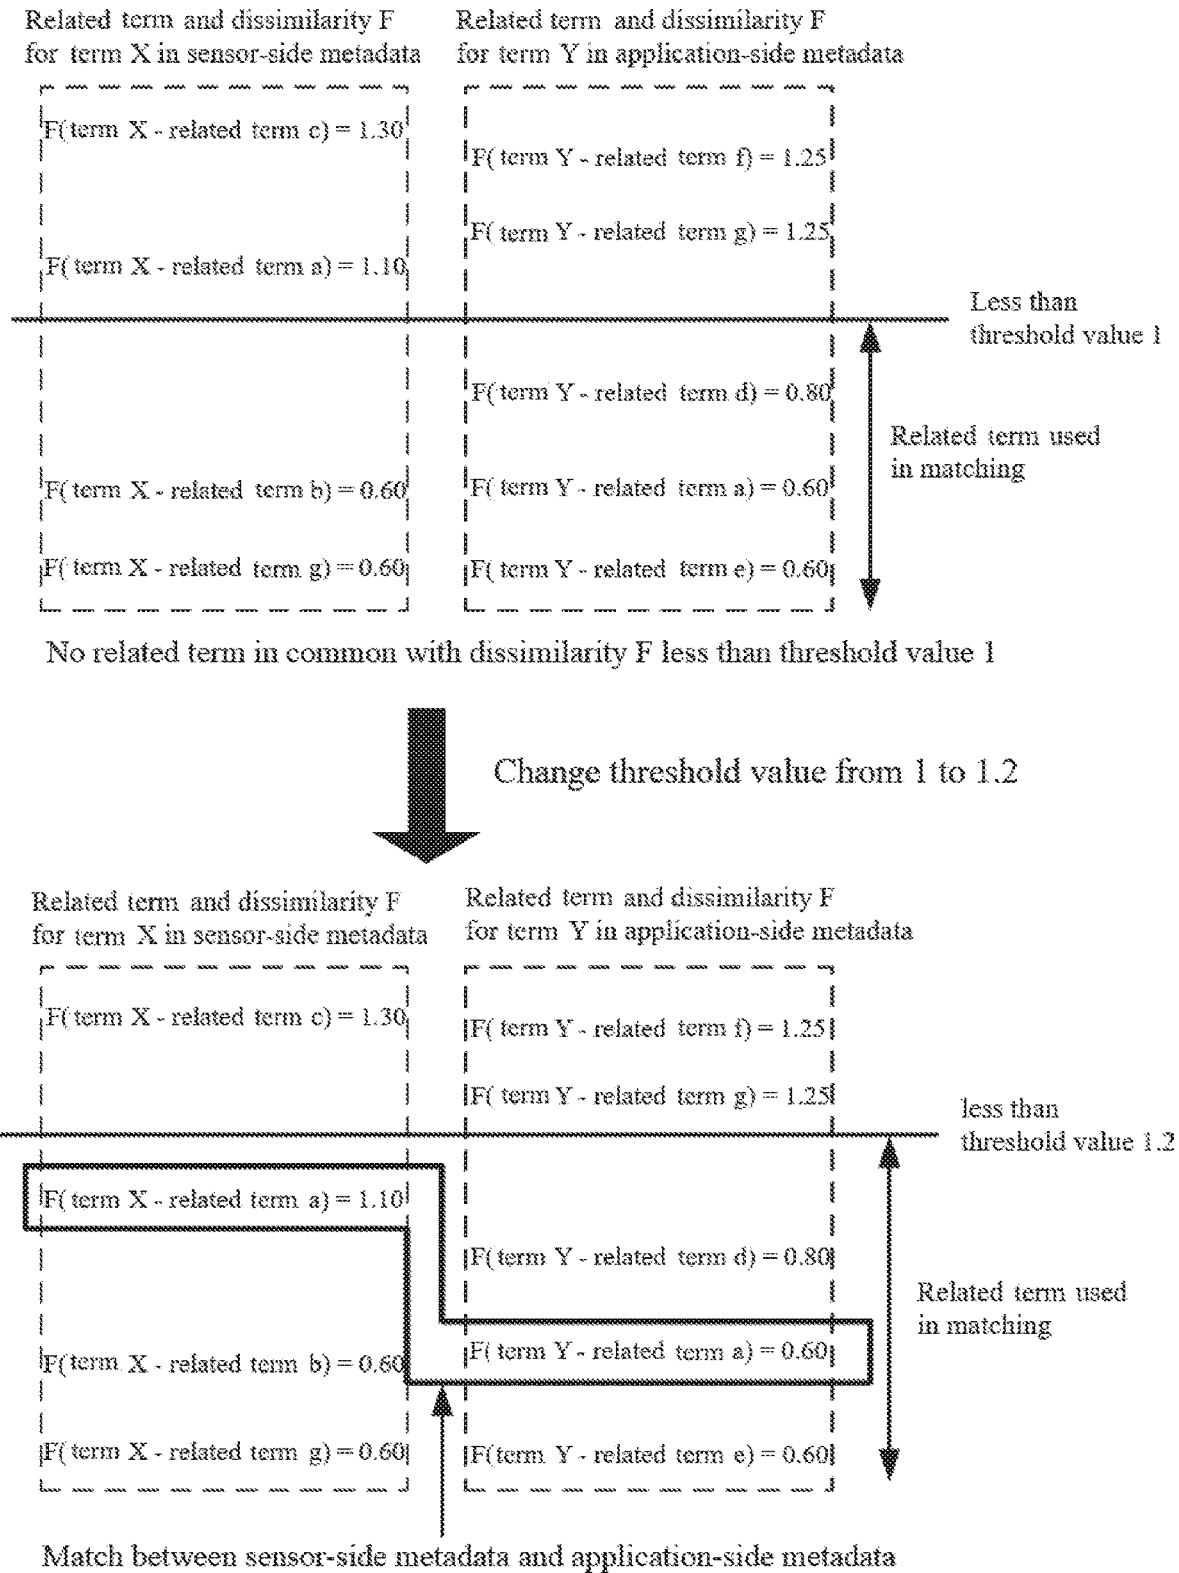 Related term and dissimilarity F
for term X in sensor-side metadata
Related term and dissimilarity F
for term Y in application-side metadata
F(term X - related term c) = 1.30
F(term Y - related term f) = 1.25
F(term Y - related term g) = 1.25
F(term X - related term a) = 1.10
Less than
threshold value 1
F(term Y - related term d) = 0.80
Related term used
in matching
F(term X - related term b) = 0.60
F(term Y - related term a) = 0.60
F(term X - related term g) = 0.60
F(term Y - related term e) = 0.60
No related term in common with dissimilarity F less than threshold value 1
Change threshold value from 1 to 1.2
Related term and dissimilarity F
for term X in sensor-side metadata
Related term and dissimilarity F
for term Y in application-side metadata
F(term X - related term c) = 1.30
F(term Y - related term f) = 1.25
F(term Y - related term g) = 1.25
less than
threshold value 1.2
F(term X - related term a) = 1.10
F(term Y - related term d) = 0.80
Related term used
in matching
F(term Y - related term a) = 0.60
F(term X - related term b) = 0.60
F(term X - related term g) = 0.60
F(term Y - related term e) = 0.60
Match between sensor-side metadata and application-side metadata